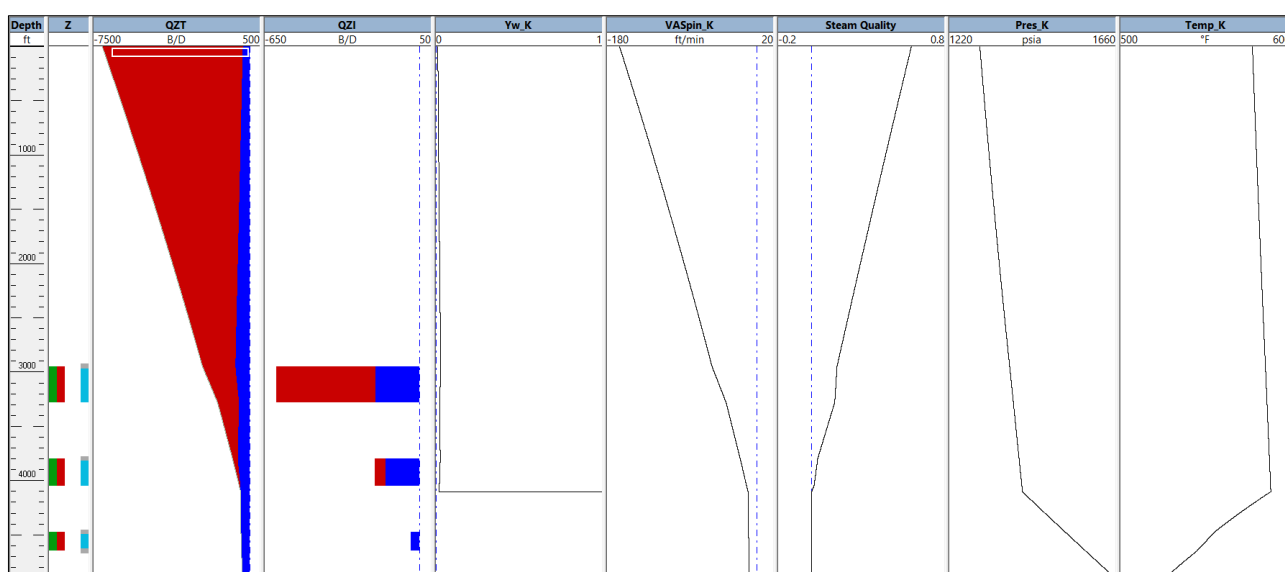 Depth Z QZT QZI Yw_K VASpin_K Steam Quality Pres_K Temp_K
ft -7500 B/D 500 -650 B/D 50 0 1 -180 ft/min 20 -0.2 0.8 1220 psia 1660 500 °F 60
1000
2000
3000
4000